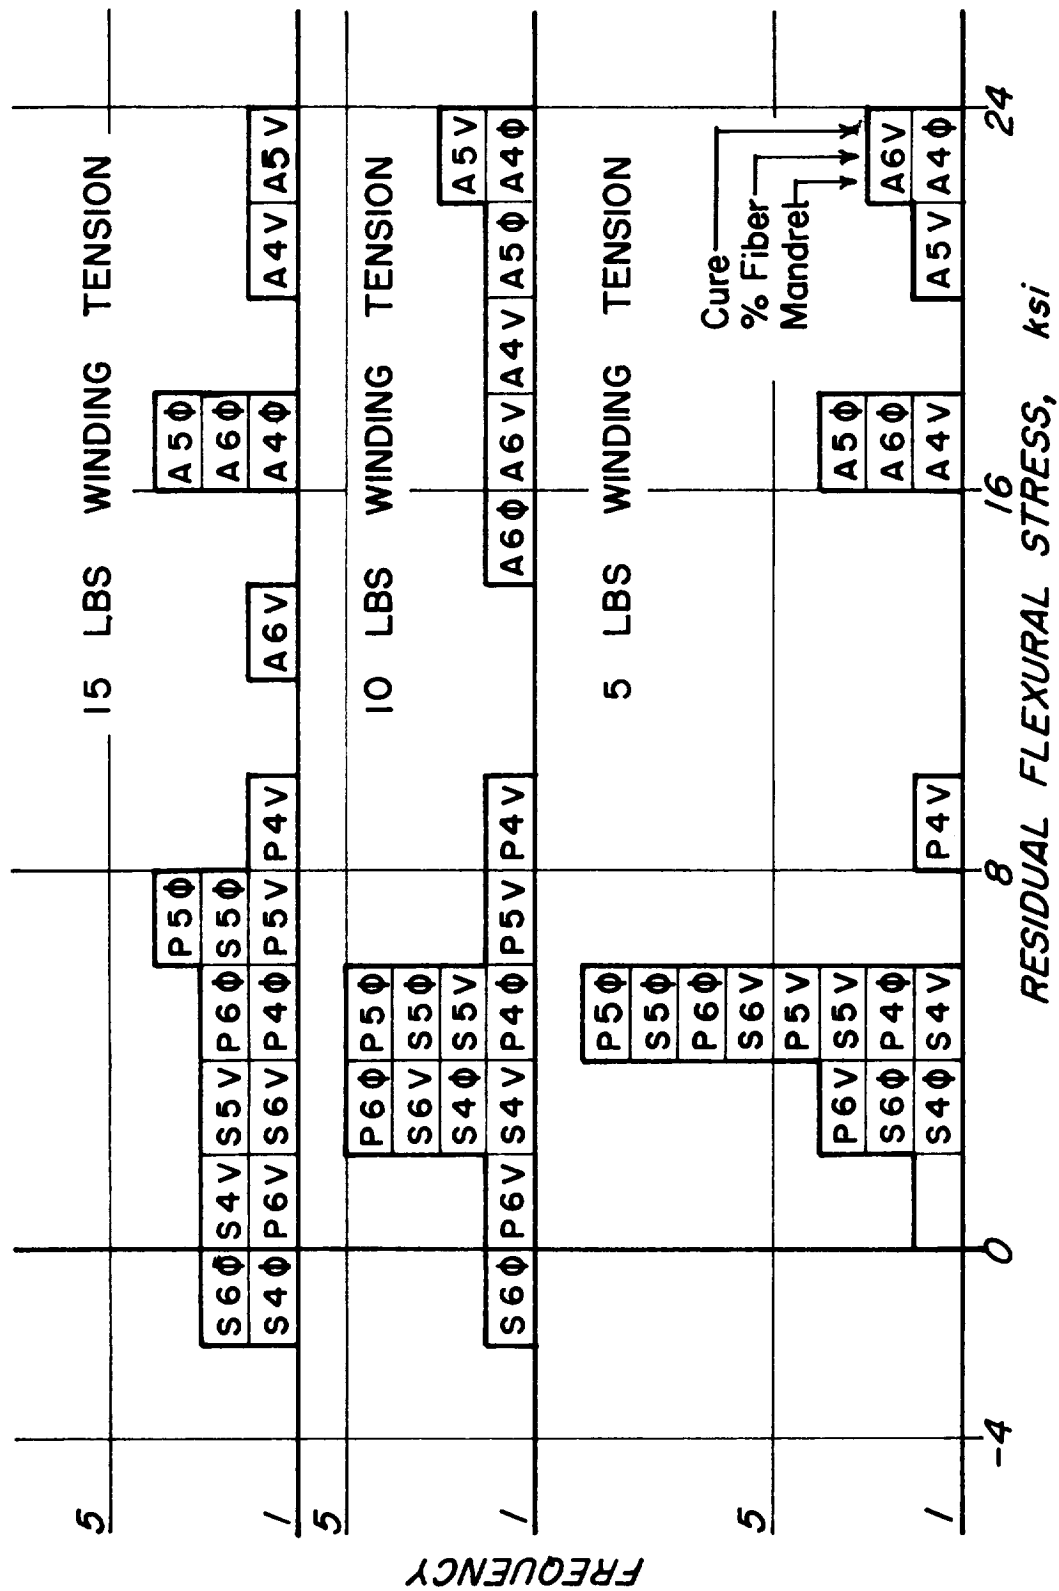 FREQUENCY
5
15 LBS WINDING TENSION
P5Φ A5Φ
S6Φ S4V S5V P6Φ S5Φ A6Φ
1 S4Φ P6V S6V P4Φ P5V P4V A6V A4Φ A4V A5V
5
10 LBS WINDING TENSION
P6Φ P5Φ
S6V S5Φ
S4Φ S5V A5V
1 S6Φ P6V S4V P4Φ P5V P4V A6Φ A6V A4V A5Φ A4Φ
5 LBS WINDING TENSION
P5Φ
S5Φ
P6Φ
Cure
% Fiber
Mandrel
5
S6V
P5V
P6V S5V A5Φ
S6Φ P4Φ A6Φ A6V
1 S4Φ S4V P4V A4V A5V A4Φ
-4 0 8 16 24
RESIDUAL FLEXURAL STRESS, ksi